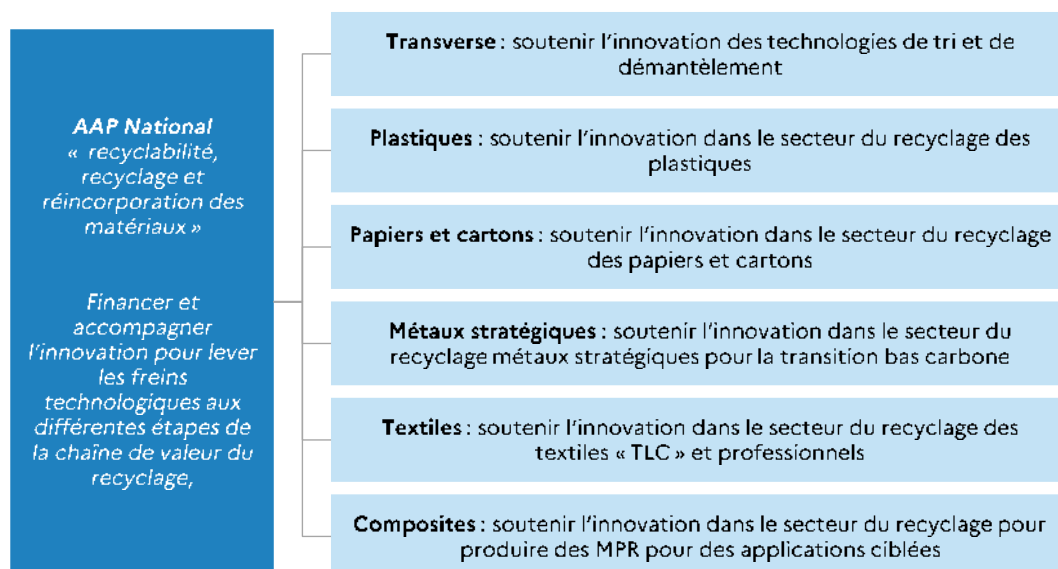 AAP National
« recyclabilité,
recyclage et
réincorporation des
matériaux »
Financer et
accompagner
l’innovation pour lever
les freins
technologiques aux
différentes étapes de
la chaîne de valeur du
recyclage,
Transverse : soutenir l’innovation des technologies de tri et de
démantèlement
Plastiques : soutenir l’innovation dans le secteur du recyclage des
plastiques
Papiers et cartons : soutenir l’innovation dans le secteur du recyclage
des papiers et cartons
Métaux stratégiques : soutenir l’innovation dans le secteur du
recyclage métaux stratégiques pour la transition bas carbone
Textiles : soutenir l’innovation dans le secteur du recyclage des
textiles « TLC » et professionnels
Composites : soutenir l’innovation dans le secteur du recyclage pour
produire des MPR pour des applications ciblées